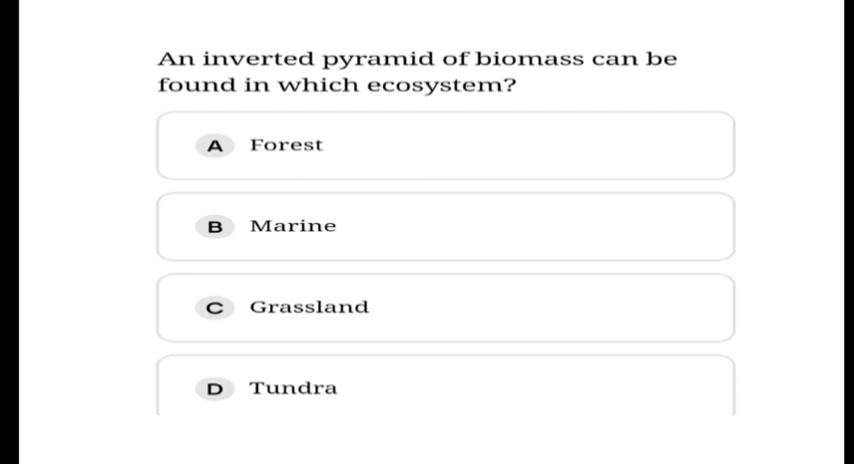 An inverted pyramid of biomass can be
found in which ecosystem?
A Forest
B Marine
C Grassland
D Tundra